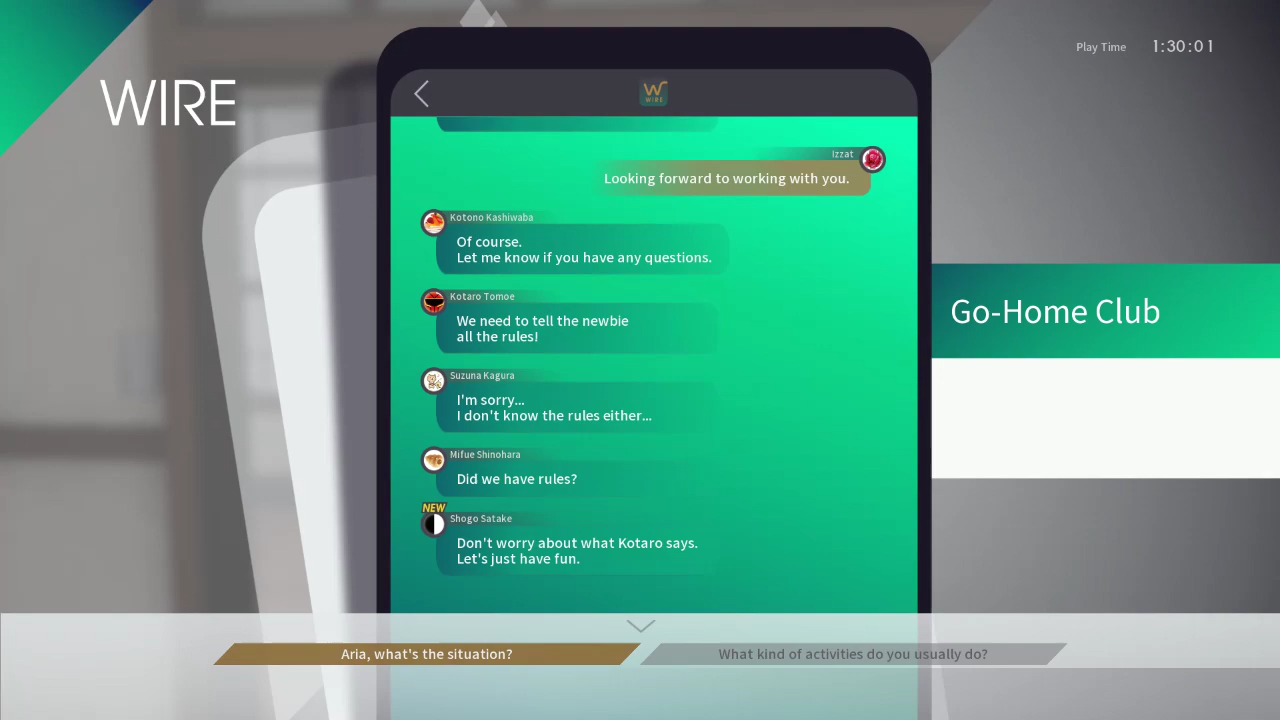 Play Time 1:30:01
WIRE
W
WIRE
Izzat
Looking forward to working with you.
Kotono Kashiwaba
Of course.
Let me know if you have any questions.
Go-Home Club
Kotaro Tomoe
We need to tell the newbie
all the rules!
Suzuna Kagura
I'm sorry...
I don't know the rules either...
Mifue Shinohara
Did we have rules?
NEW
Shogo Satake
Don't worry about what Kotaro says.
Let's just have fun.
Aria, what's the situation?
What kind of activities do you usually do?